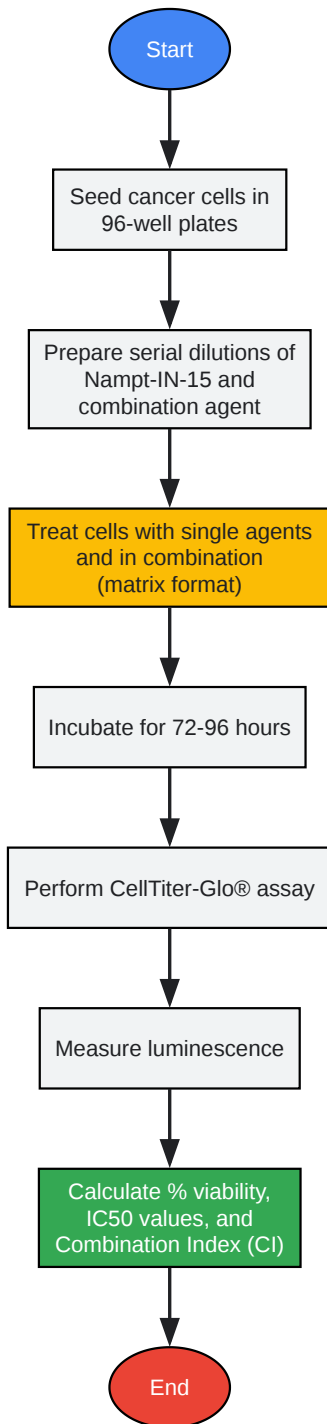 Start
Seed cancer cells in
96-well plates
Prepare serial dilutions of
Nampt-IN-15 and
combination agent
Treat cells with single agents
and in combination
(matrix format)
Incubate for 72-96 hours
Perform CellTiter-Glo® assay
Measure luminescence
Calculate % viability,
IC50 values, and
Combination Index (CI)
End